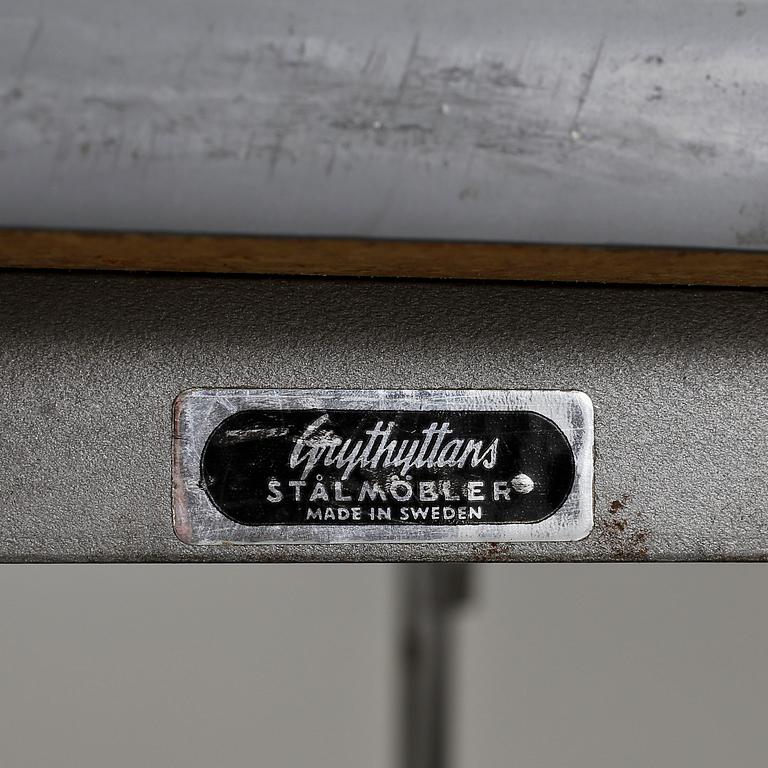 Grythyttans
STÅLMÖBLER
MADE IN SWEDEN